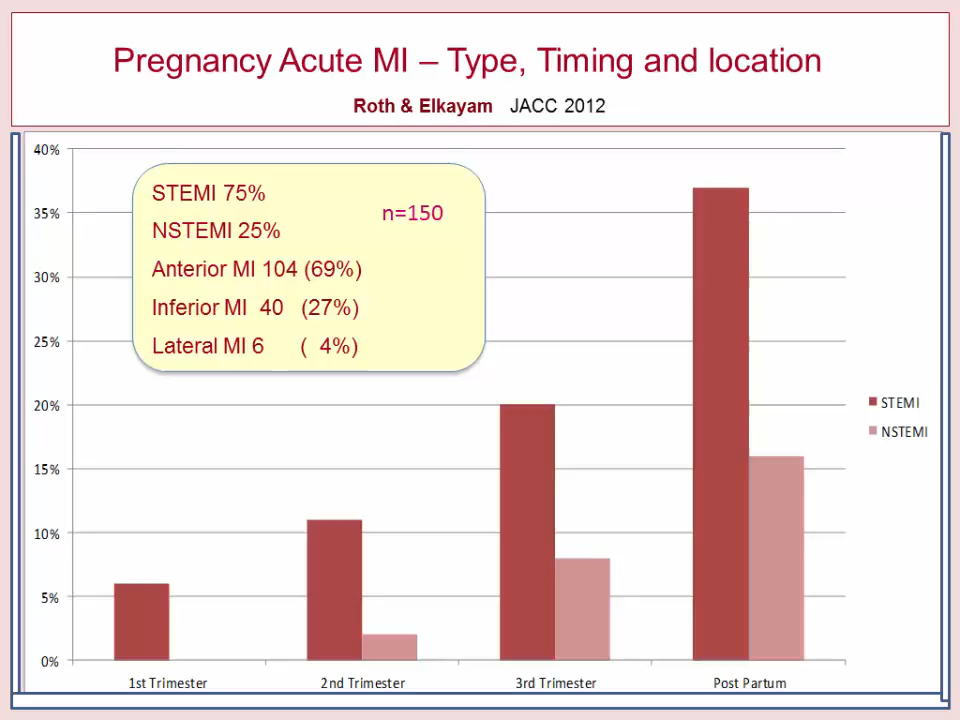 Pregnancy Acute MI – Type, Timing and location
Roth & Elkayam JACC 2012
40%
35%
30%
25%
20%
15%
10%
5%
0%
STEMI 75%
n=150
NSTEMI 25%
Anterior MI 104 (69%)
Inferior MI 40 (27%)
Lateral MI 6 ( 4%)
STEMI
NSTEMI
1st Trimester
2nd Trimester
3rd Trimester
Post Partum